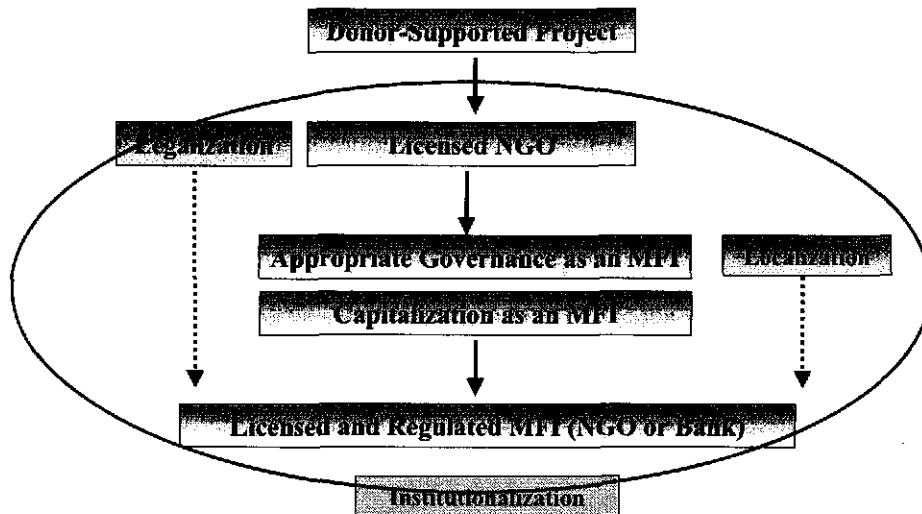 Donor-Supported Project
Legalization
Licensed NGO
Appropriate Governance as an MFI
Localization
Capitalization as an MFI
Licensed and Regulated MFI (NGO or Bank)
Institutionalization